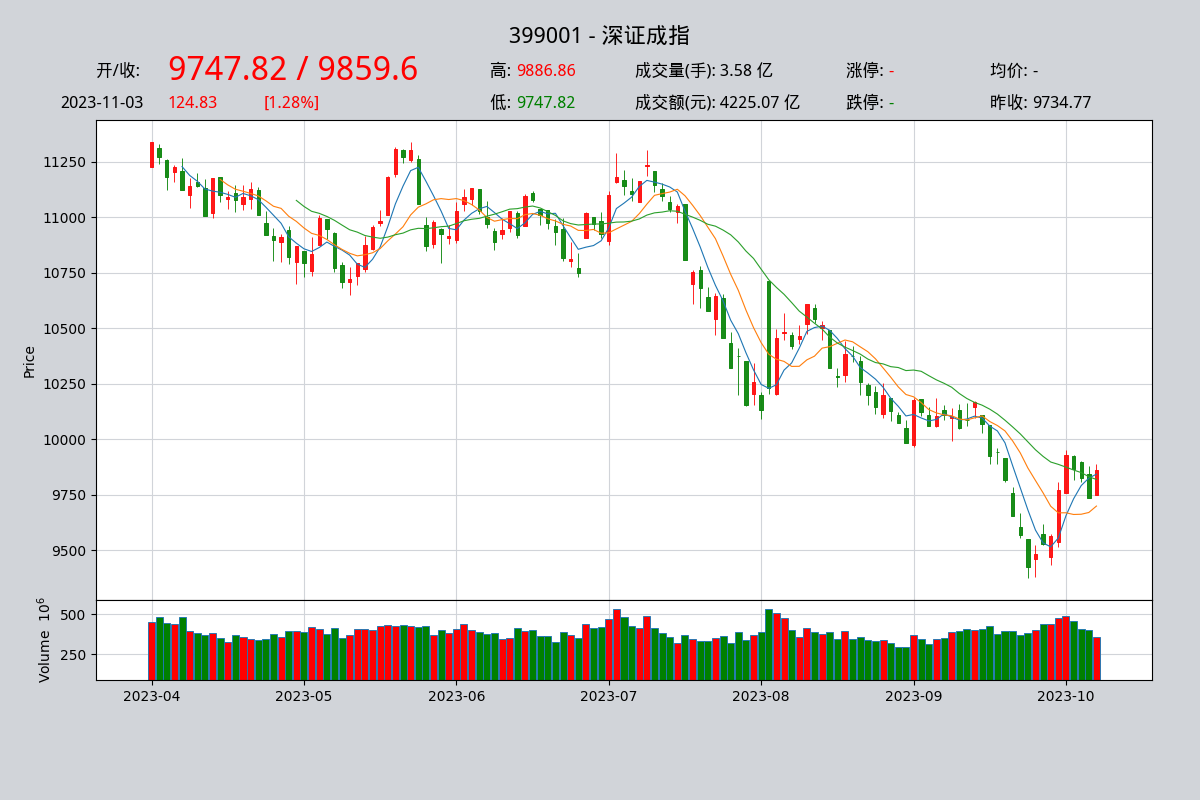 399001 - 深证成指
开/收: 9747.82 / 9859.6 高: 9886.86 成交量(手): 3.58 亿 涨停: - 均价: -
2023-11-03 124.83 [1.28%] 低: 9747.82 成交额(元): 4225.07 亿 跌停: - 昨收: 9734.77
11250
11000
10750
10500
10250
10000
9750
9500
Price
500
250
Volume 10^6
2023-04 2023-05 2023-06 2023-07 2023-08 2023-09 2023-10